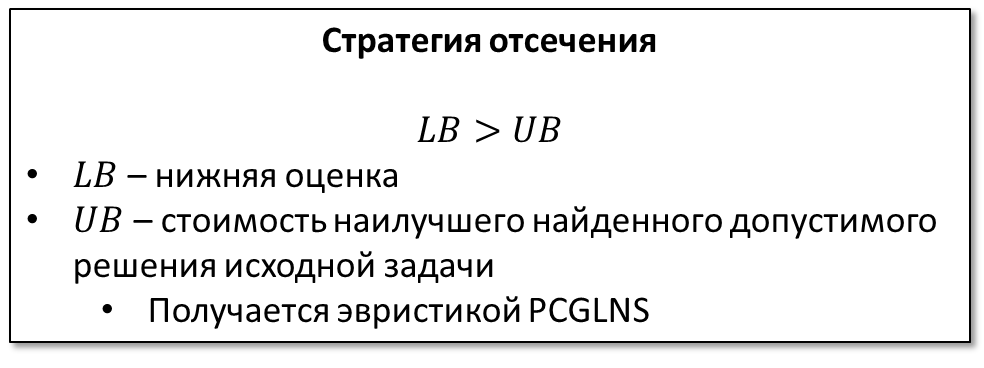 Стратегия отсечения
𝐿𝐵 > 𝑈𝐵
• 𝐿𝐵 – нижняя оценка
• 𝑈𝐵 – стоимость наилучшего найденного допустимого
решения исходной задачи
• Получается эвристикой PCGLNS